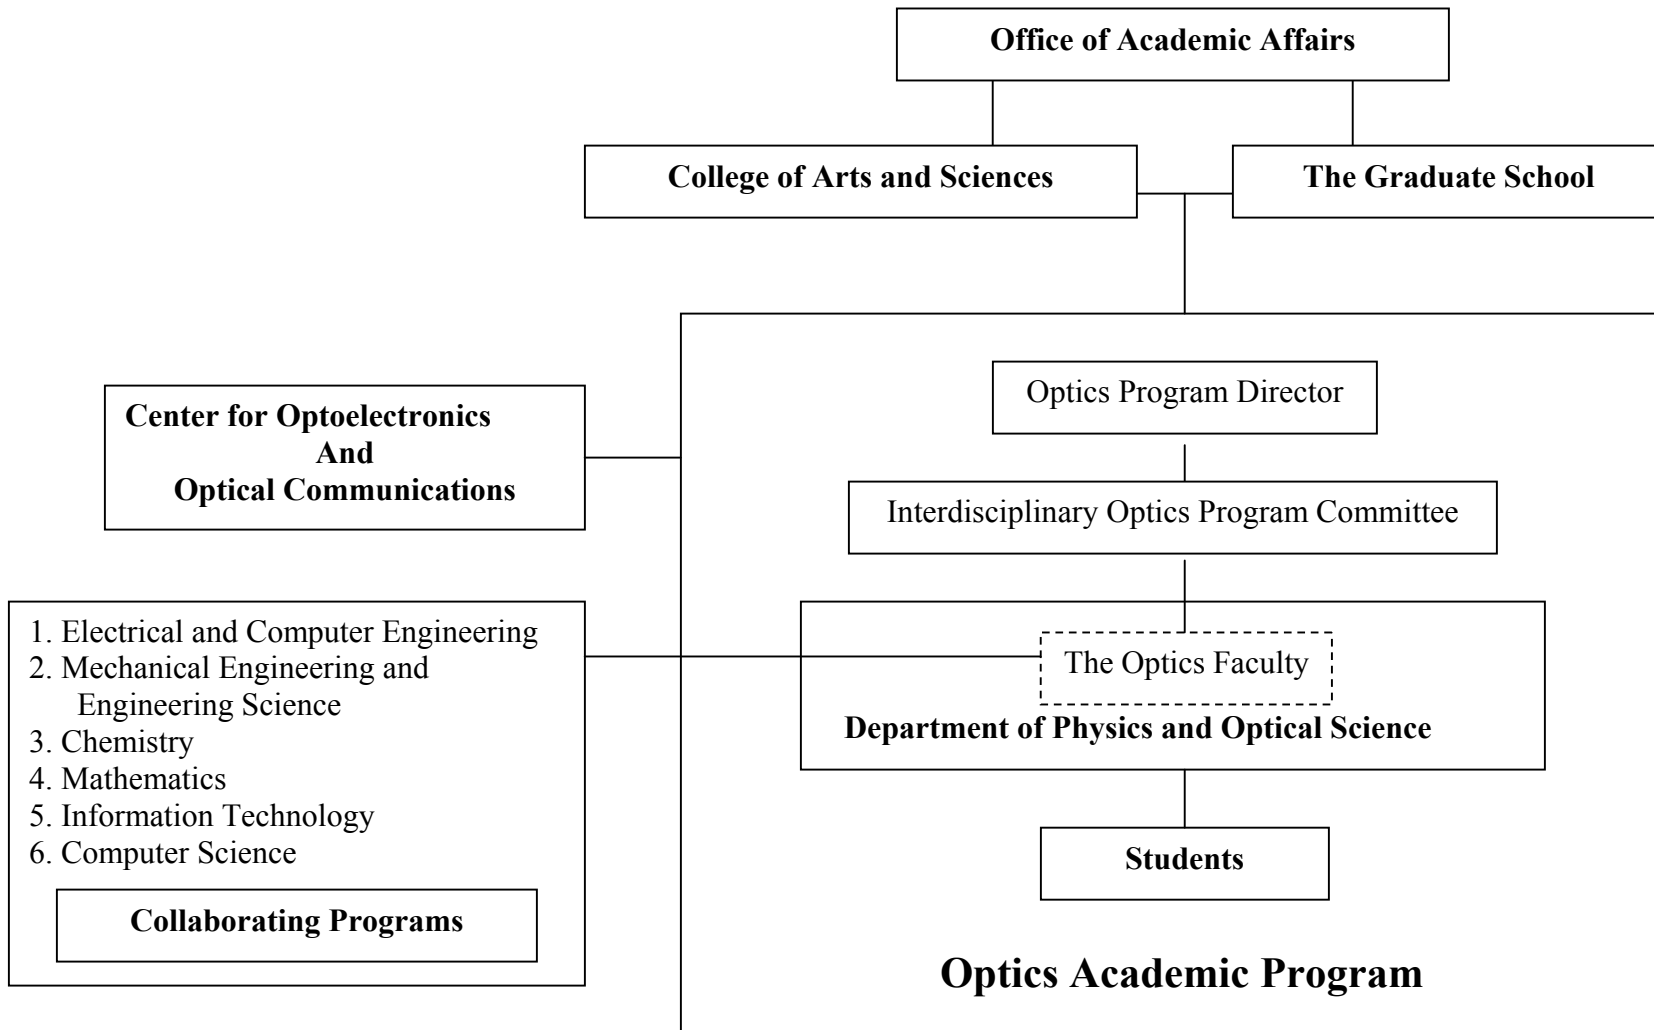 Office of Academic Affairs
College of Arts and Sciences
The Graduate School
Optics Program Director
Center for Optoelectronics
And
Optical Communications
Interdisciplinary Optics Program Committee
1. Electrical and Computer Engineering
2. Mechanical Engineering and
Engineering Science
3. Chemistry
4. Mathematics
5. Information Technology
6. Computer Science
Collaborating Programs
The Optics Faculty
Department of Physics and Optical Science
Students
Optics Academic Program